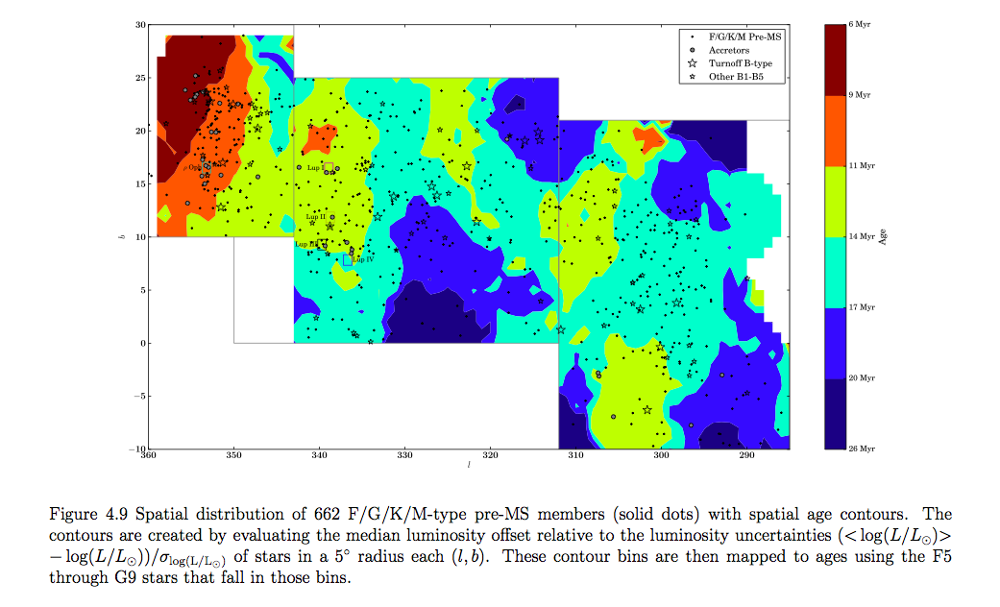 30
25
20
15
10
5
0
−5
−10
b
360
350
340
330
320
310
300
290
l
F/G/K/M Pre-MS
Accretors
Turnoff B-type
Other B1-B5
ρ Oph
Lup I
Lup II
Lup III
Lup IV
6 Myr
9 Myr
11 Myr
14 Myr
17 Myr
20 Myr
26 Myr
Age
Figure 4.9 Spatial distribution of 662 F/G/K/M-type pre-MS members (solid dots) with spatial age contours. The
contours are created by evaluating the median luminosity offset relative to the luminosity uncertainties (<log(L/L⊙)>
−log(L/L⊙))/σlog(L/L⊙) of stars in a 5° radius each (l, b). These contour bins are then mapped to ages using the F5
through G9 stars that fall in those bins.